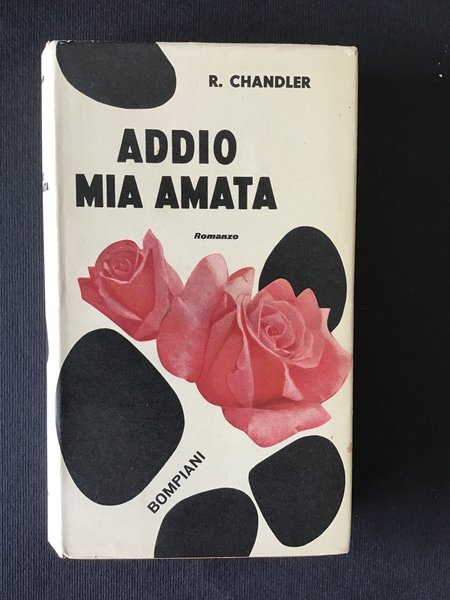 R. CHANDLER
ADDIO
MIA AMATA
Romanzo
BOMPIANI